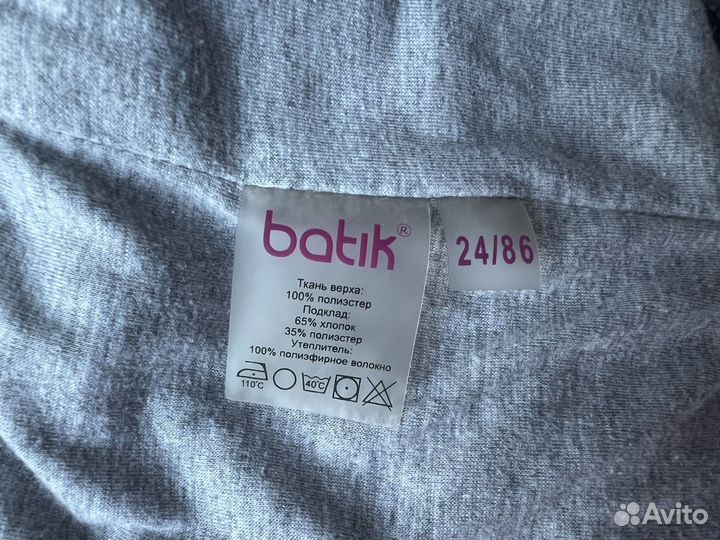 batik®
24/86
Ткань верха:
100% полиэстер
Подклад:
65% хлопок
35% полиэстер
Утеплитель:
100% полиэфирное волокно
110°C
40°C
Avito